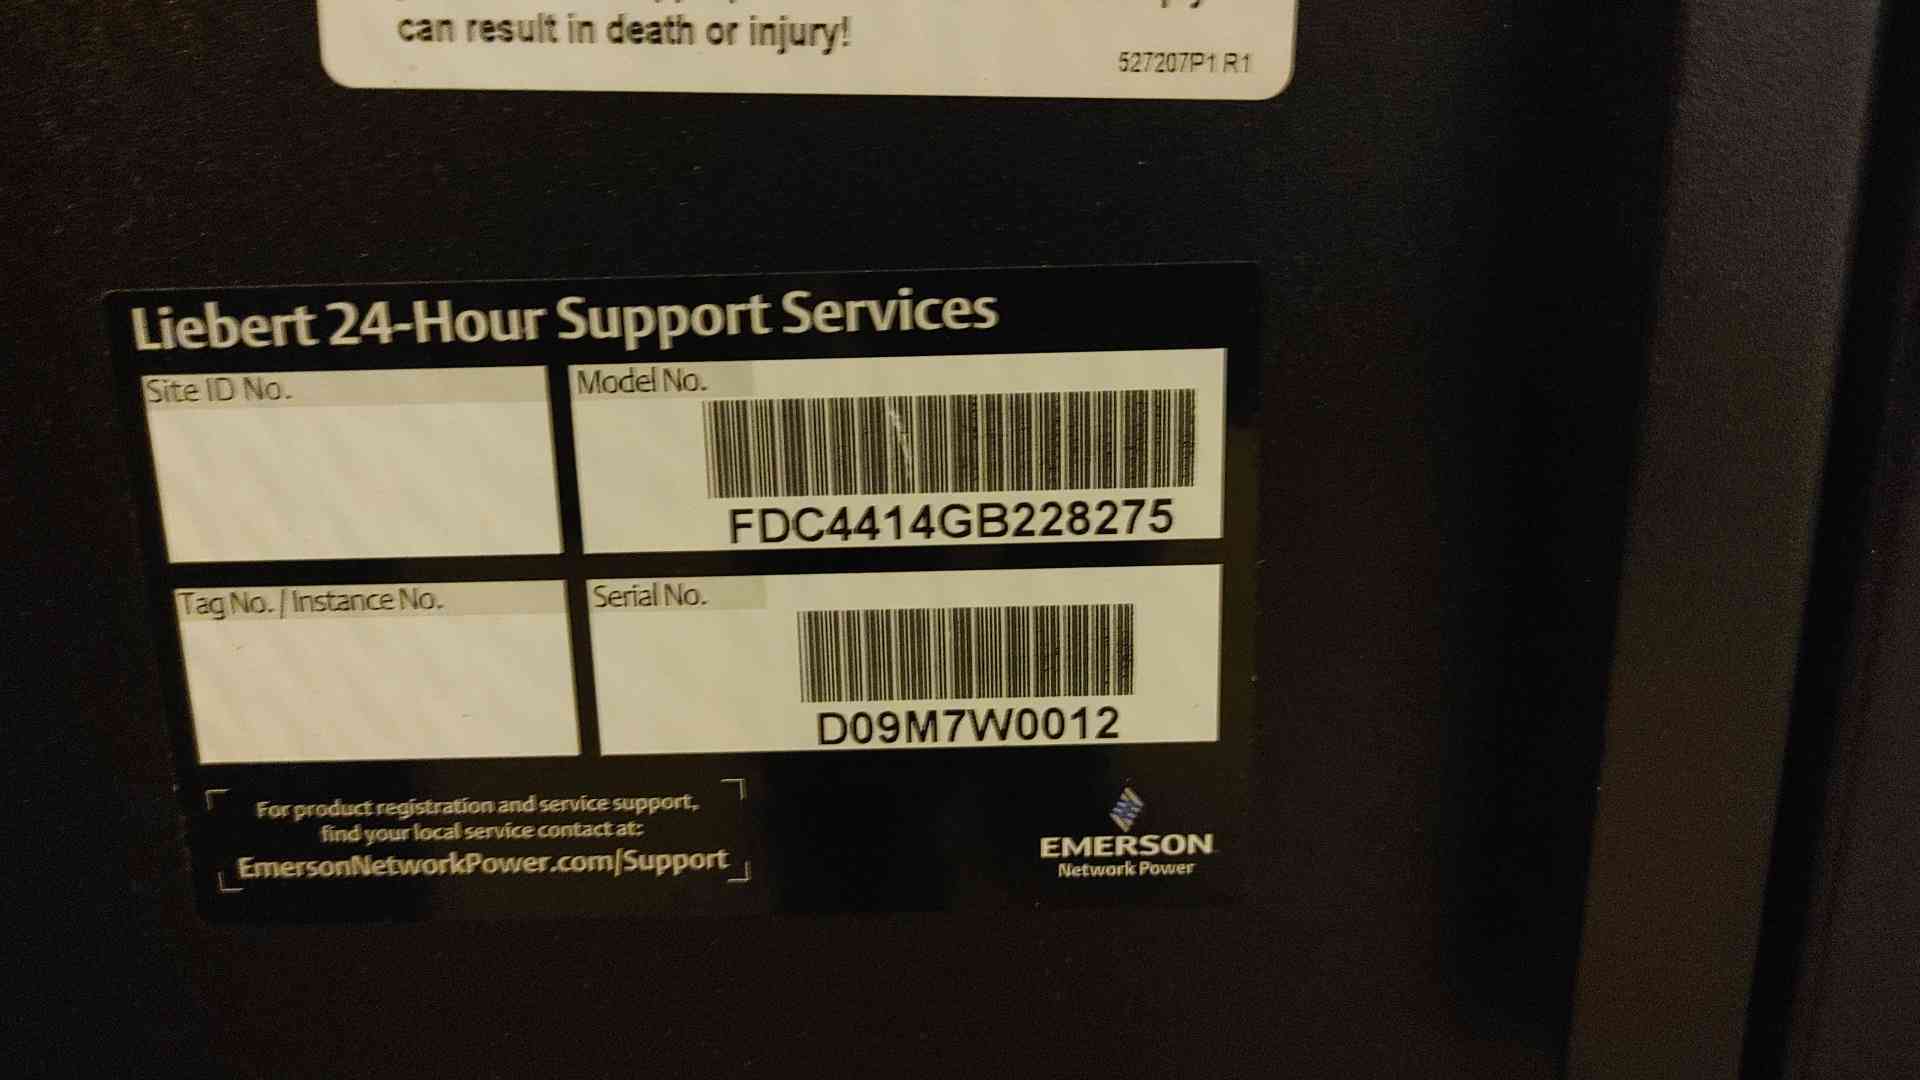 can result in death or injury!
527207P1 R1
Liebert 24-Hour Support Services
Site ID No.
Model No.
FDC4414GB228275
Tag No. / Instance No.
Serial No.
D09M7W0012
For product registration and service support,
find your local service contact at:
EmersonNetworkPower.com/Support
EMERSON
Network Power